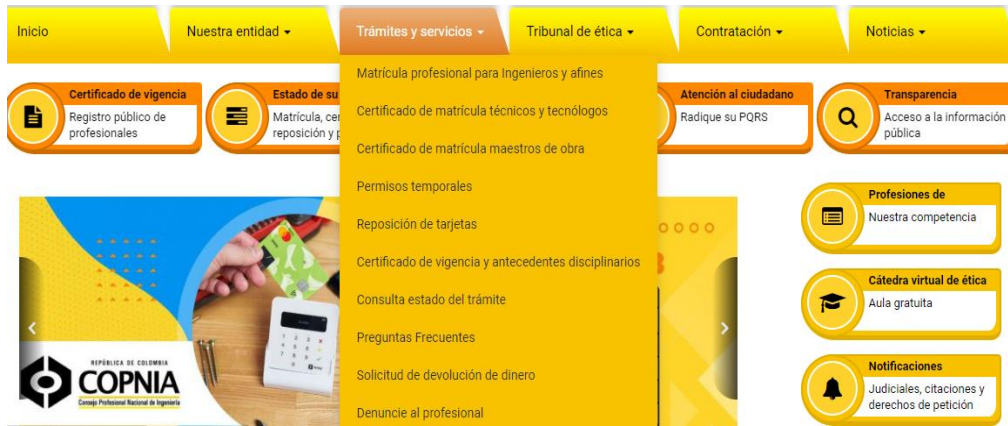 Inicio
Nuestra entidad
Trámites y servicios
Tribunal de ética
Contratación
Noticias
Matrícula profesional para Ingenieros y afines
Certificado de matrícula técnicos y tecnólogos
Certificado de matrícula maestros de obra
Permisos temporales
Reposición de tarjetas
Certificado de vigencia y antecedentes disciplinarios
Consulta estado del trámite
Preguntas Frecuentes
Solicitud de devolución de dinero
Denuncie al profesional
Certificado de vigencia
Registro público de
profesionales
Estado de su
Matrícula,
reposición y
Atención al ciudadano
Radique su PQRS
Transparencia
Acceso a la información
pública
REPÚBLICA DE COLOMBIA
COPNIA
Consejo Profesional Nacional de Ingeniería
Profesiones de
Nuestra competencia
Cátedra virtual de ética
Aula gratuita
Notificaciones
Judiciales, citaciones y
derechos de petición